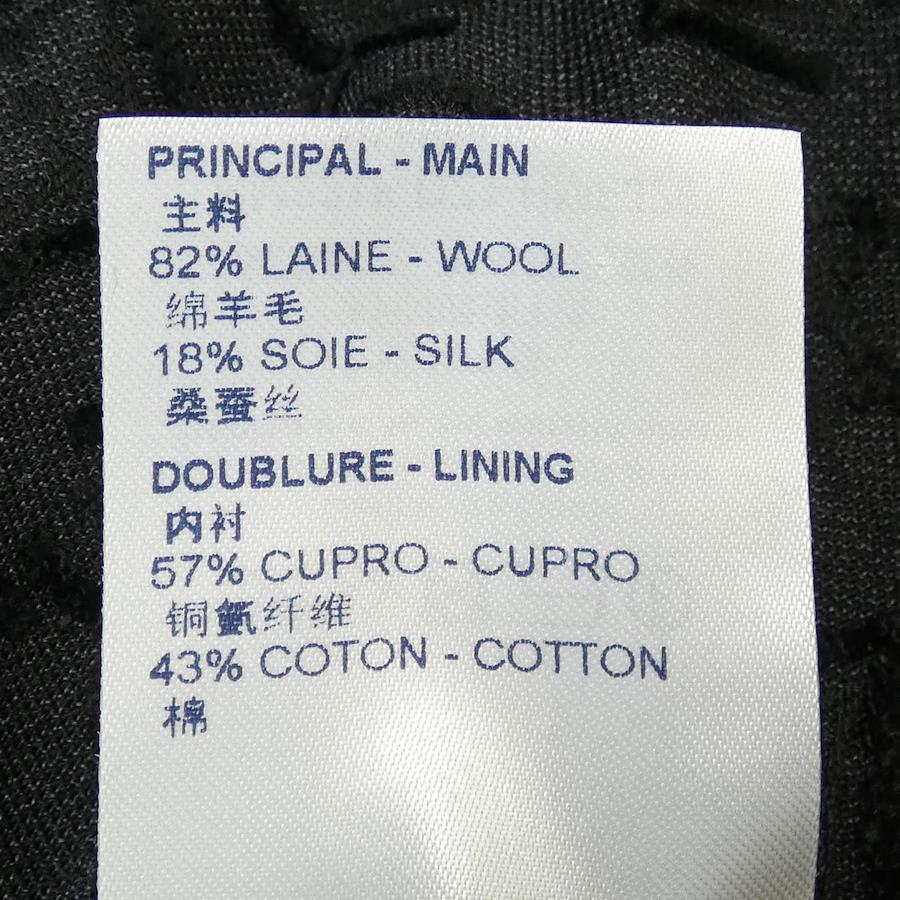 PRINCIPAL - MAIN
主料
82% LAINE - WOOL
绵羊毛
18% SOIE - SILK
桑蚕丝
DOUBLURE - LINING
内衬
57% CUPRO - CUPRO
铜氨纤维
43% COTON - COTTON
棉